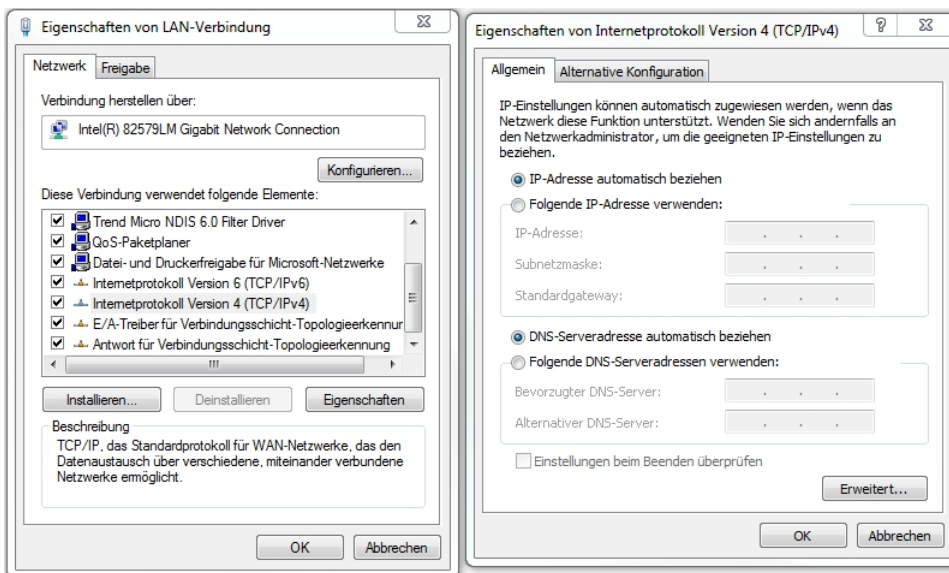 Eigenschaften von LAN-Verbindung
Netzwerk
Freigabe
Verbindung herstellen über:
Intel(R) 82579LM Gigabit Network Connection
Konfigurieren...
Diese Verbindung verwendet folgende Elemente:
Trend Micro NDIS 6.0 Filter Driver
QoS-Paketplaner
Datei- und Druckerfreigabe für Microsoft-Netzwerke
Internetprotokoll Version 6 (TCP/IPv6)
Internetprotokoll Version 4 (TCP/IPv4)
E/A-Treiber für Verbindungsschicht-Topologieerkennur
Antwort für Verbindungsschicht-Topologieerkennung
Installieren...
Deinstallieren
Eigenschaften
Beschreibung
TCP/IP, das Standardprotokoll für WAN-Netzwerke, das den
Datenaustausch über verschiedene, miteinander verbundene
Netzwerke ermöglicht.
OK
Abbrechen
Eigenschaften von Internetprotokoll Version 4 (TCP/IPv4)
Allgemein
Alternative Konfiguration
IP-Einstellungen können automatisch zugewiesen werden, wenn das
Netzwerk diese Funktion unterstützt. Wenden Sie sich andernfalls an
den Netzwerkadministrator, um die geeigneten IP-Einstellungen zu
beziehen.
IP-Adresse automatisch beziehen
Folgende IP-Adresse verwenden:
IP-Adresse:
Subnetzmaske:
Standardgateway:
DNS-Serveradresse automatisch beziehen
Folgende DNS-Serveradressen verwenden:
Bevorzugter DNS-Server:
Alternativer DNS-Server:
Einstellungen beim Beenden überprüfen
Erweitert...
OK
Abbrechen